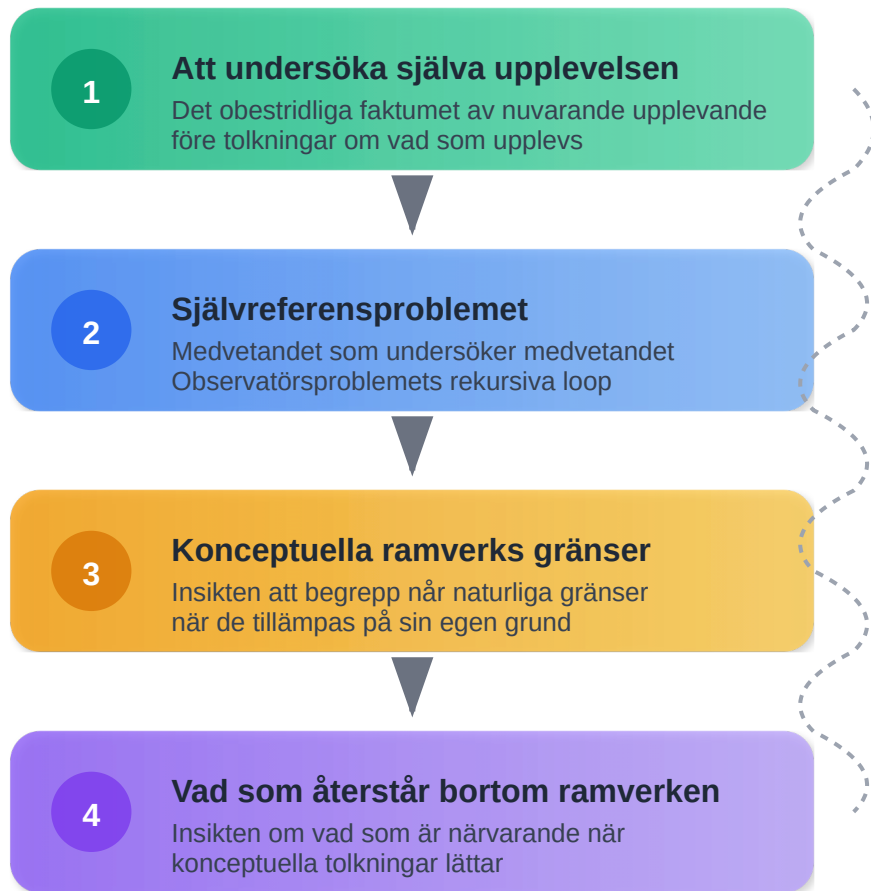 1
Att undersöka själva upplevelsen
Det obestridliga faktumet av nuvarande upplevande
före tolkningar om vad som upplevs
2
Självreferensproblemet
Medvetandet som undersöker medvetandet
Observatörsproblemets rekursiva loop
3
Konceptuella ramverks gränser
Insikten att begrepp når naturliga gränser
när de tillämpas på sin egen grund
4
Vad som återstår bortom ramverken
Insikten om vad som är närvarande när
konceptuella tolkningar lättar